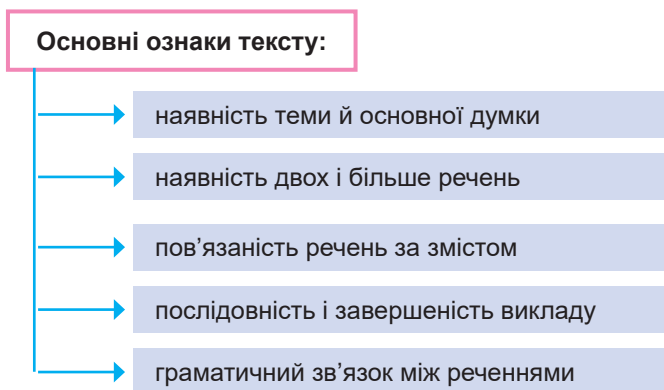 Основні ознаки тексту:
наявність теми й основної думки
наявність двох і більше речень
пов’язаність речень за змістом
послідовність і завершеність викладу
граматичний зв’язок між реченнями